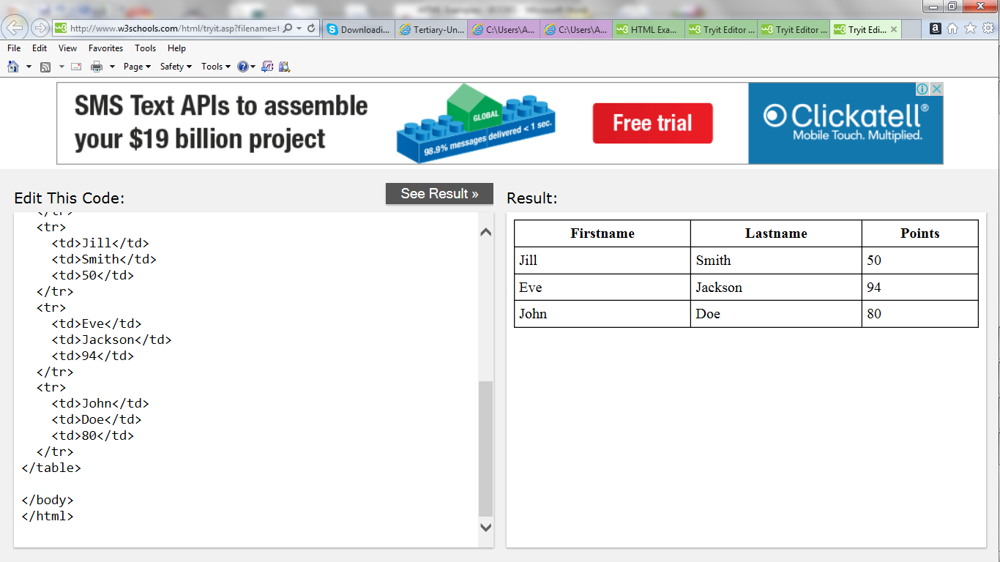 http://www.w3schools.com/html/tryit.asp?filename=t
Downloadi...
Tertiary-Un...
C:\Users\A...
C:\Users\A...
HTML Exa...
Tryit Editor ...
Tryit Editor ...
Tryit Edi...
File Edit View Favorites Tools Help
Page Safety Tools
SMS Text APIs to assemble
your $19 billion project
GLOBAL
98.9% messages delivered < 1 sec.
Free trial
Clickatell®
Mobile Touch. Multiplied.
Edit This Code:
See Result »
Result:
</tr>
<tr>
<td>Jill</td>
<td>Smith</td>
<td>50</td>
</tr>
<tr>
<td>Eve</td>
<td>Jackson</td>
<td>94</td>
</tr>
<tr>
<td>John</td>
<td>Doe</td>
<td>80</td>
</tr>
</table>
</body>
</html>
Firstname Lastname Points
Jill Smith 50
Eve Jackson 94
John Doe 80